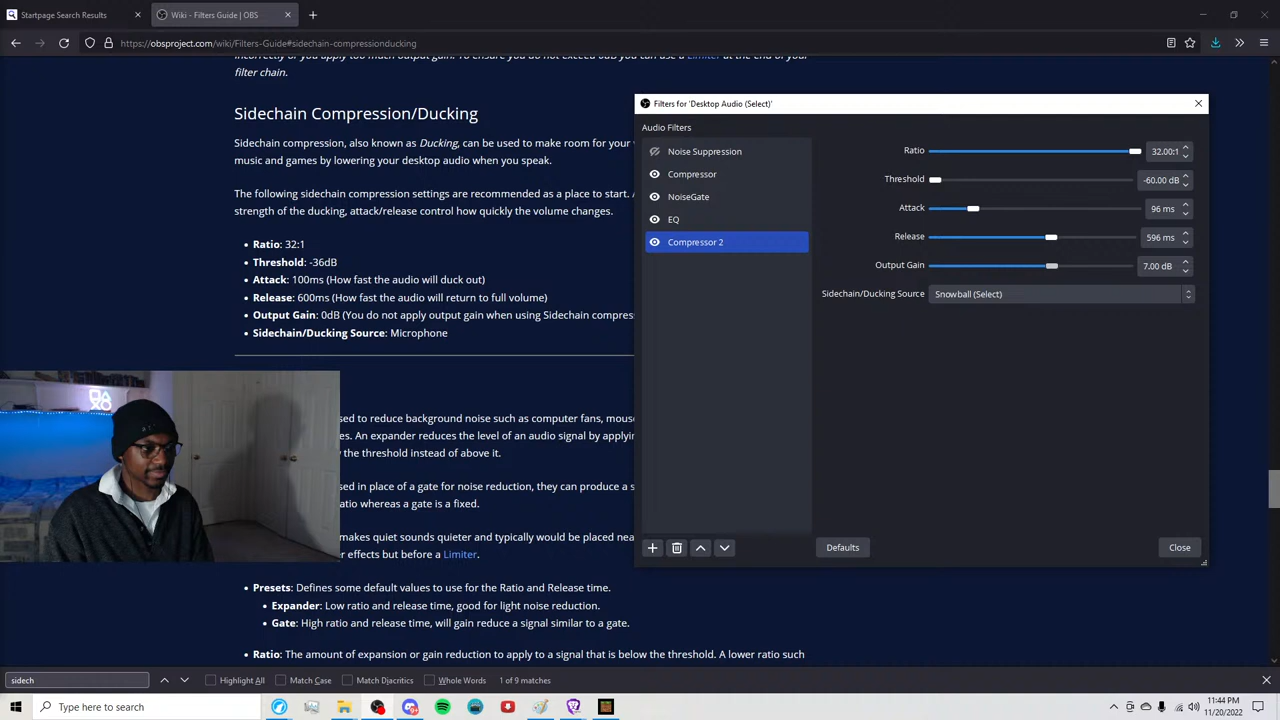 Startpage Search Results
Wiki - Filters Guide | OBS
https://obsproject.com/wiki/Filters-Guide#sidechain-compressionducking
filter chain.
Sidechain Compression/Ducking
Sidechain compression, also known as Ducking, can be used to make room for your
music and games by lowering your desktop audio when you speak.
The following sidechain compression settings are recommended as a place to start.
strength of the ducking, attack/release control how quickly the volume changes.
Ratio: 32:1
Threshold: -36dB
Attack: 100ms (How fast the audio will duck out)
Release: 600ms (How fast the audio will return to full volume)
Output Gain: 0dB (You do not apply output gain when using Sidechain
Sidechain/Ducking Source: Microphone
used to reduce background noise such as computer fans,
An expander reduces the level of an audio signal by
the threshold instead of above it.
in place of a gate for noise reduction, they can produce a
ratio whereas a gate is a fixed.
makes quiet sounds quieter and typically would be placed
effects but before a Limiter.
Presets: Defines some default values to use for the Ratio and Release time.
Expander: Low ratio and release time, good for light noise reduction.
Gate: High ratio and release time, will gain reduce a signal similar to a gate.
Ratio: The amount of expansion or gain reduction to apply to a signal that is below the threshold. A lower ratio such
Filters for 'Desktop Audio (Select)'
Audio Filters
Noise Suppression
Compressor
NoiseGate
EQ
Compressor 2
Ratio 32.00:1
Threshold -60.00 dB
Attack 96 ms
Release 596 ms
Output Gain 7.00 dB
Sidechain/Ducking Source Snowball (Select)
Defaults
Close
sidech
Highlight All Match Case Match Diacritics Whole Words 1 of 9 matches
Type here to search
11:44 PM
11/20/2022